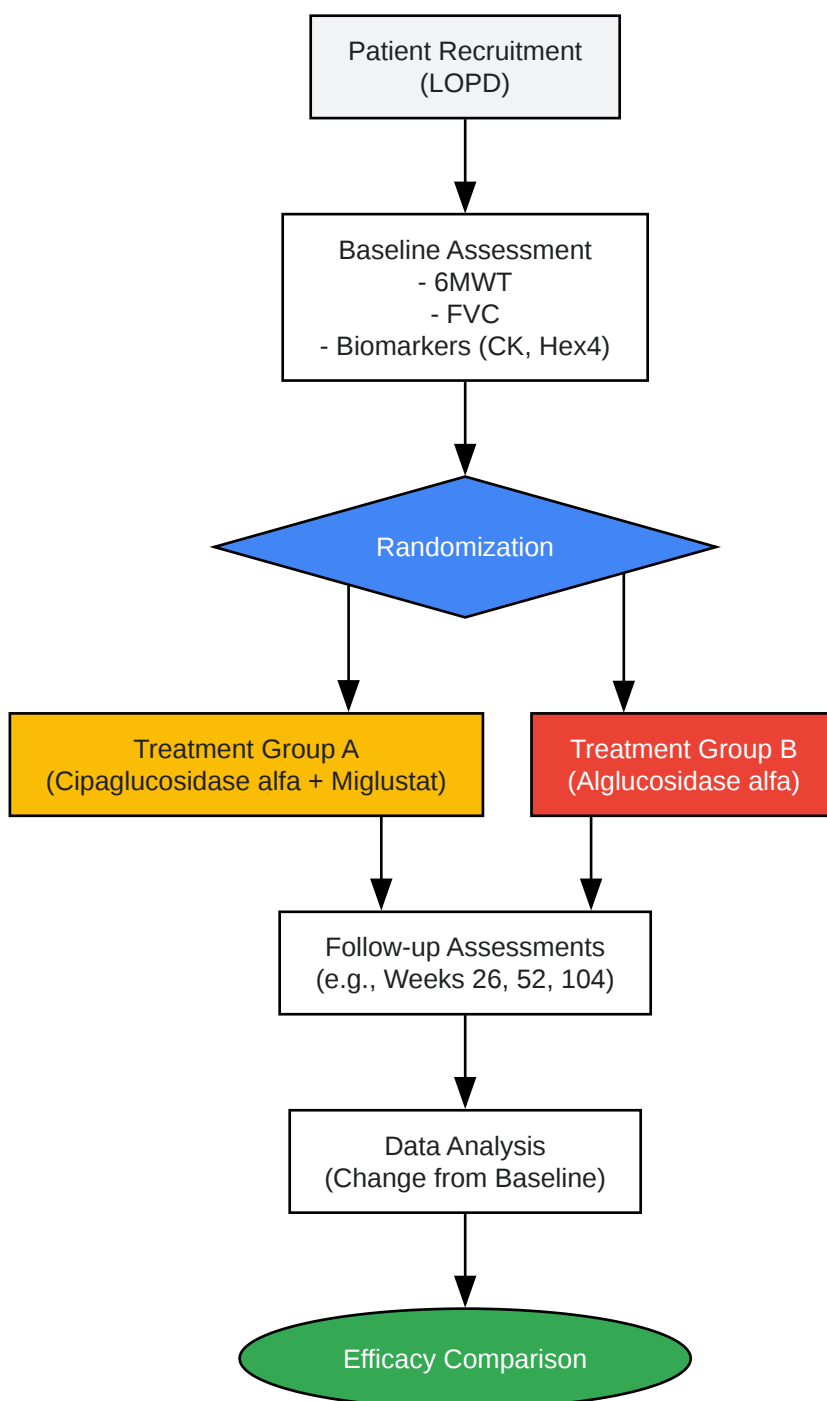 Patient Recruitment
(LOPD)
Baseline Assessment
- 6MWT
- FVC
- Biomarkers (CK, Hex4)
Randomization
Treatment Group A
(Cipaglucosidase alfa + Miglustat)
Treatment Group B
(Alglucosidase alfa)
Follow-up Assessments
(e.g., Weeks 26, 52, 104)
Data Analysis
(Change from Baseline)
Efficacy Comparison